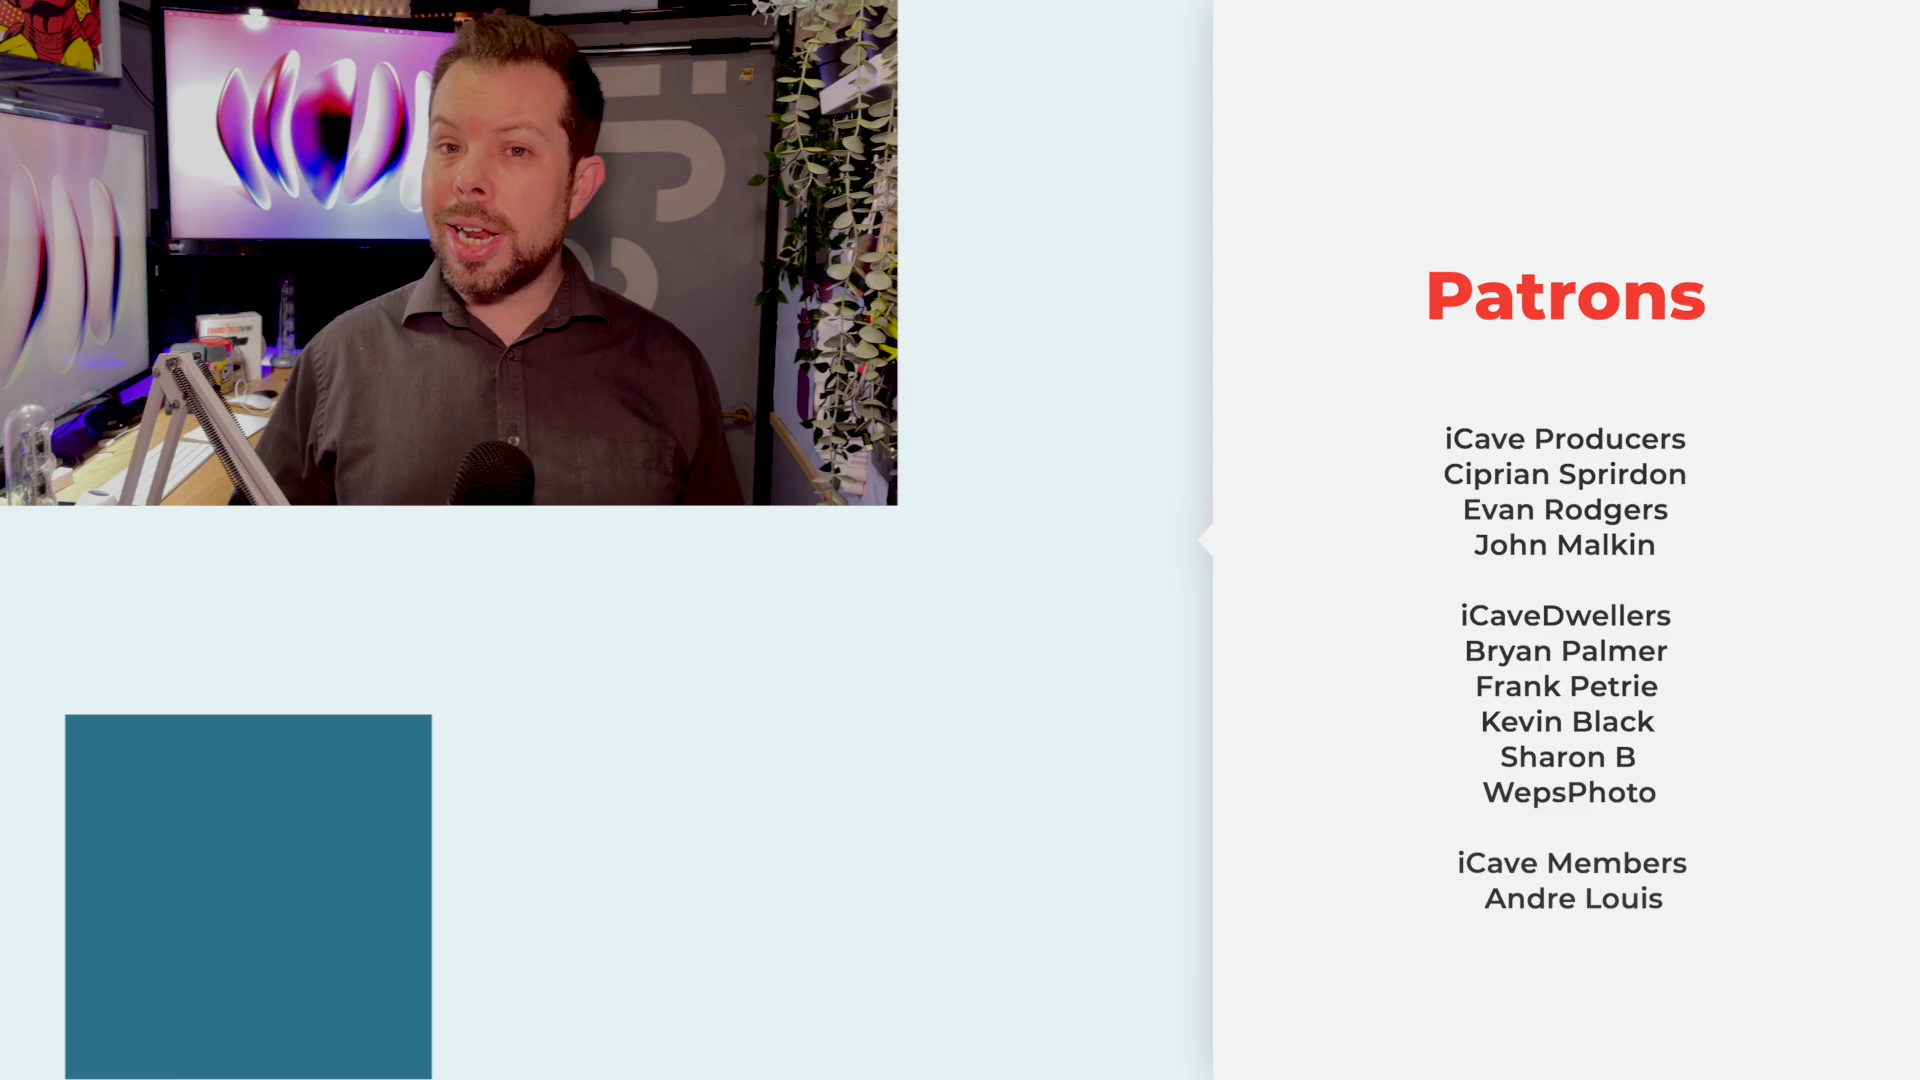 Patrons
iCave Producers
Ciprian Sprirdon
Evan Rodgers
John Malkin
iCaveDwellers
Bryan Palmer
Frank Petrie
Kevin Black
Sharon B
WepsPhoto
iCave Members
Andre Louis